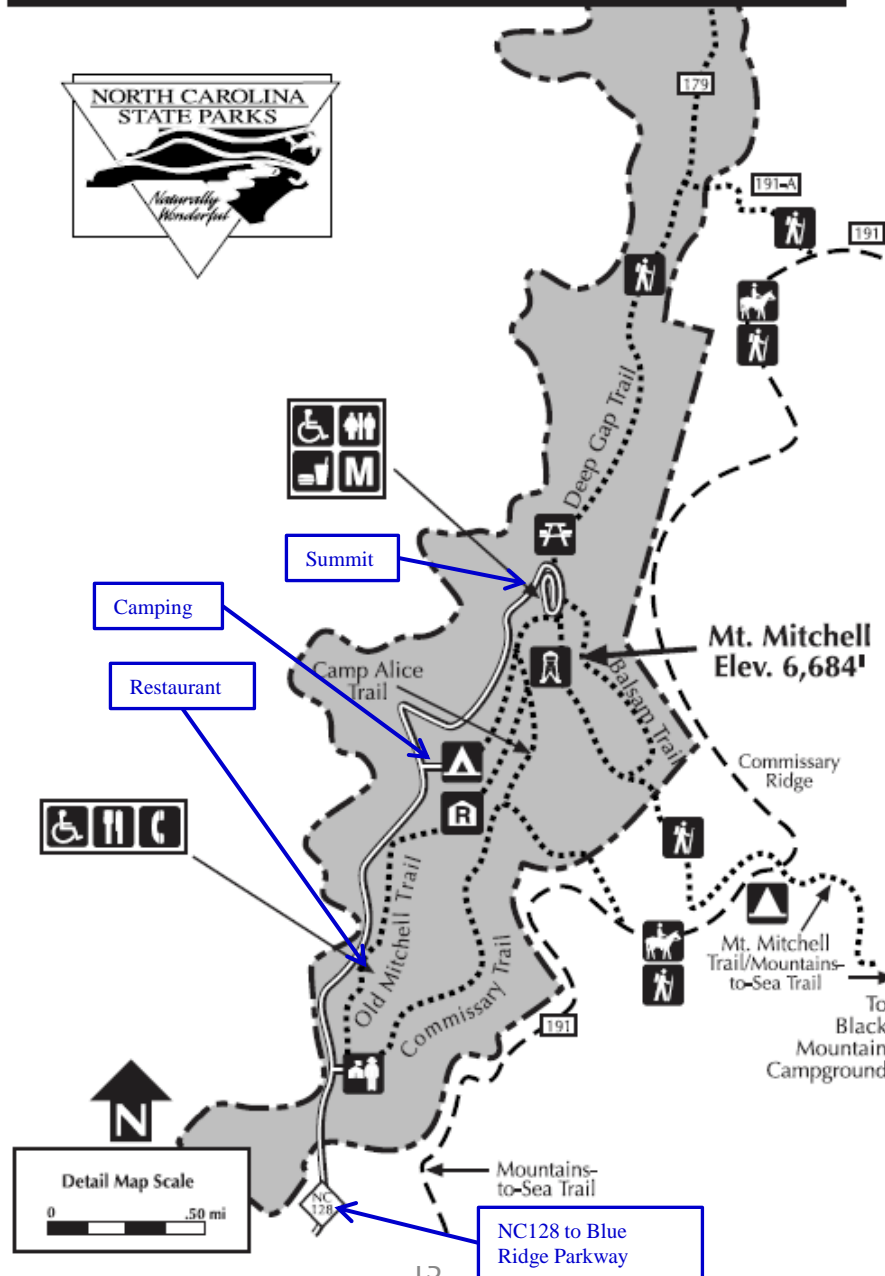 NORTH CAROLINA
STATE PARKS
Naturally
Wonderful
179
191-A
191
Deep Gap Trail
M
Summit
Camping
Mt. Mitchell
Elev. 6,684'
Restaurant
Camp Alice
Trail
Balsam Trail
Commissary
Ridge
R
Old Mitchell Trail
Commissary Trail
Mt. Mitchell
Trail/Mountains-
to-Sea Trail
To
Black
Mountain
Campground
191
N
Detail Map Scale
0 .50 mi
Mountains-
to-Sea Trail
NC
128
NC128 to Blue
Ridge Parkway